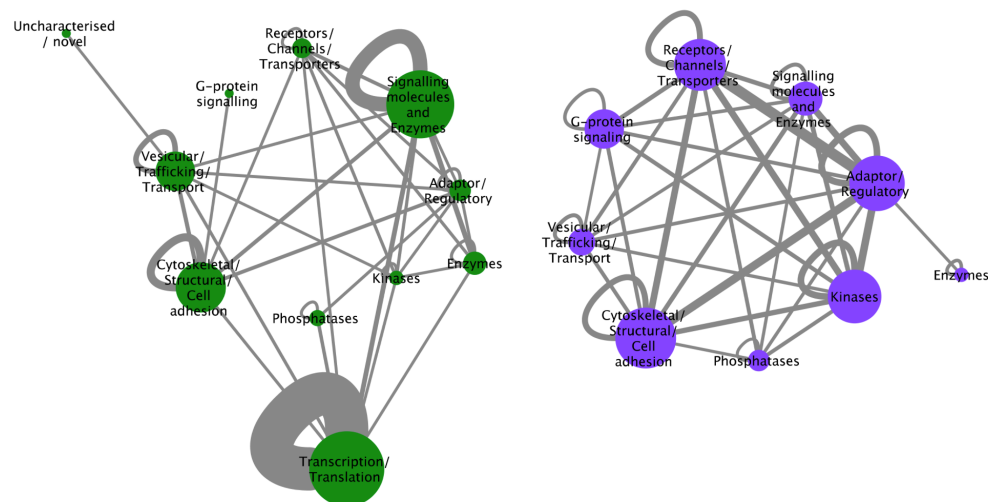 Uncharacterised
/ novel
Receptors/
Channels/
Transporters
G-protein
signalling
Signalling
molecules
and
Enzymes
Vesicular/
Trafficking/
Transport
Adaptor/
Regulatory
Cytoskeletal/
Structural/
Cell
adhesion
Kinases
Enzymes
Phosphatases
Transcription/
Translation
Receptors/
Channels/
Transporters
Signalling
molecules and
Enzymes
G-protein
signaling
Adaptor/
Regulatory
Vesicular/
Trafficking/
Transport
Enzymes
Kinases
Cytoskeletal/
Structural/
Cell
adhesion
Phosphatases